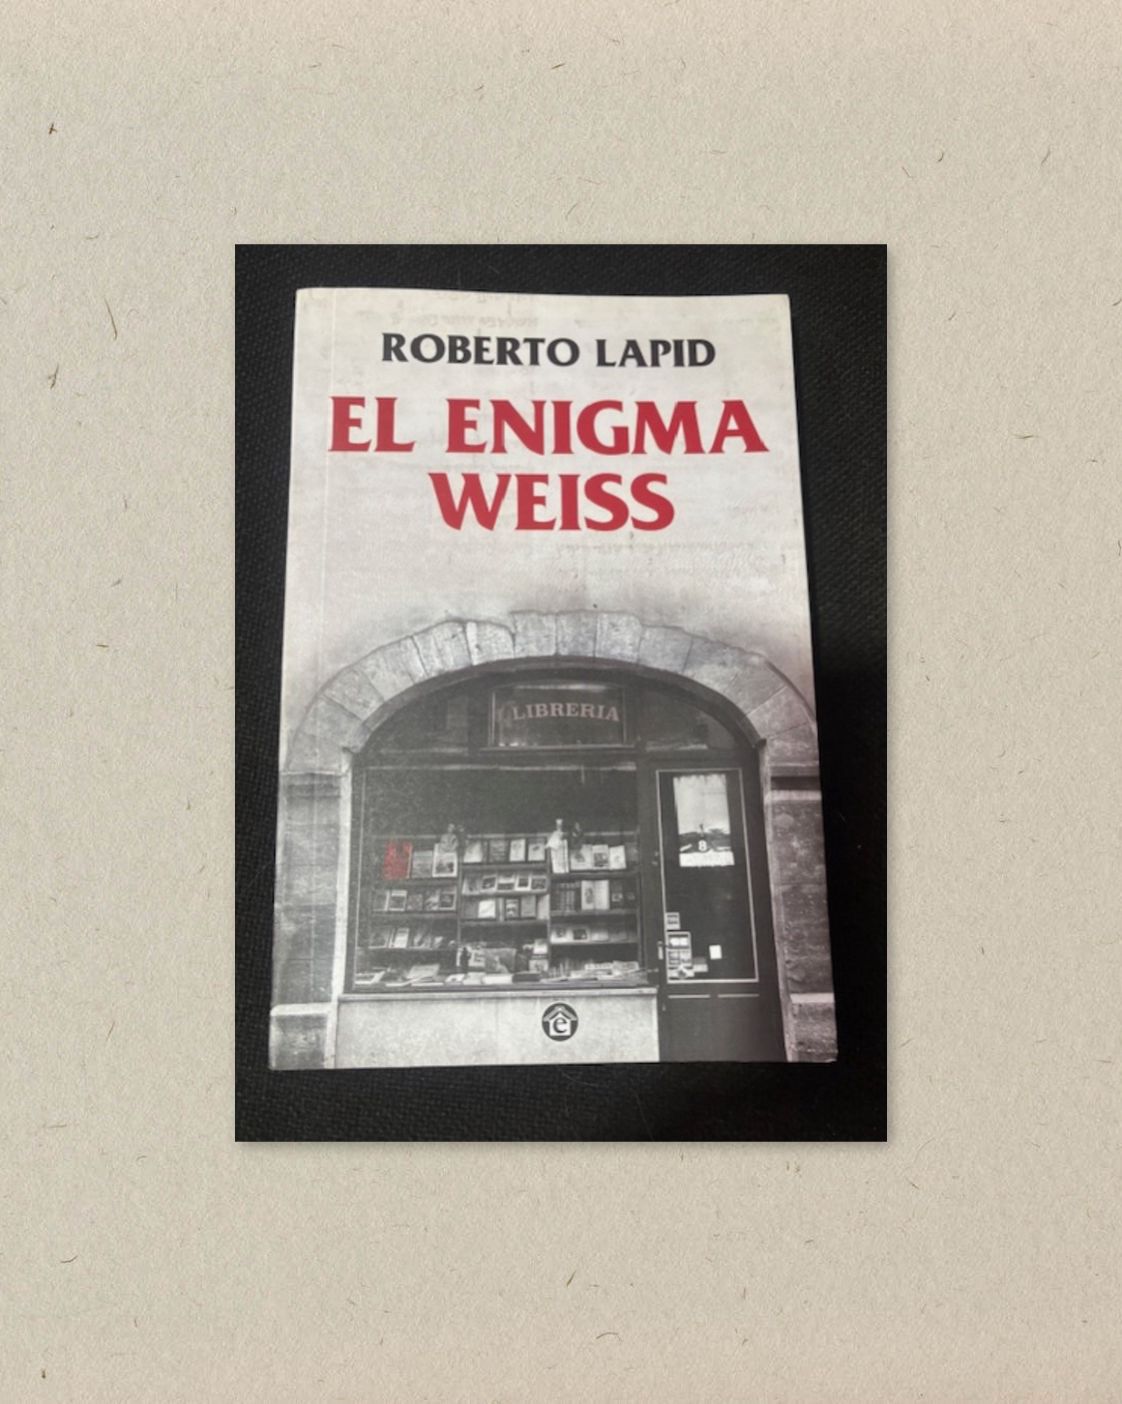 ROBERTO LAPID
EL ENIGMA
WEISS
LIBRERIA
8
e